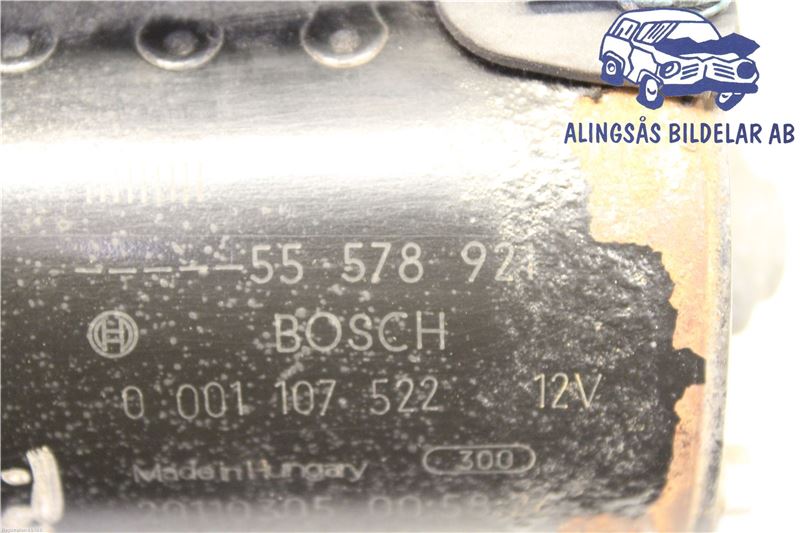 ALINGSÅS BILDELAR AB
------55 578 921
BOSCH
0 001 107 522 12V
Made in Hungary 300